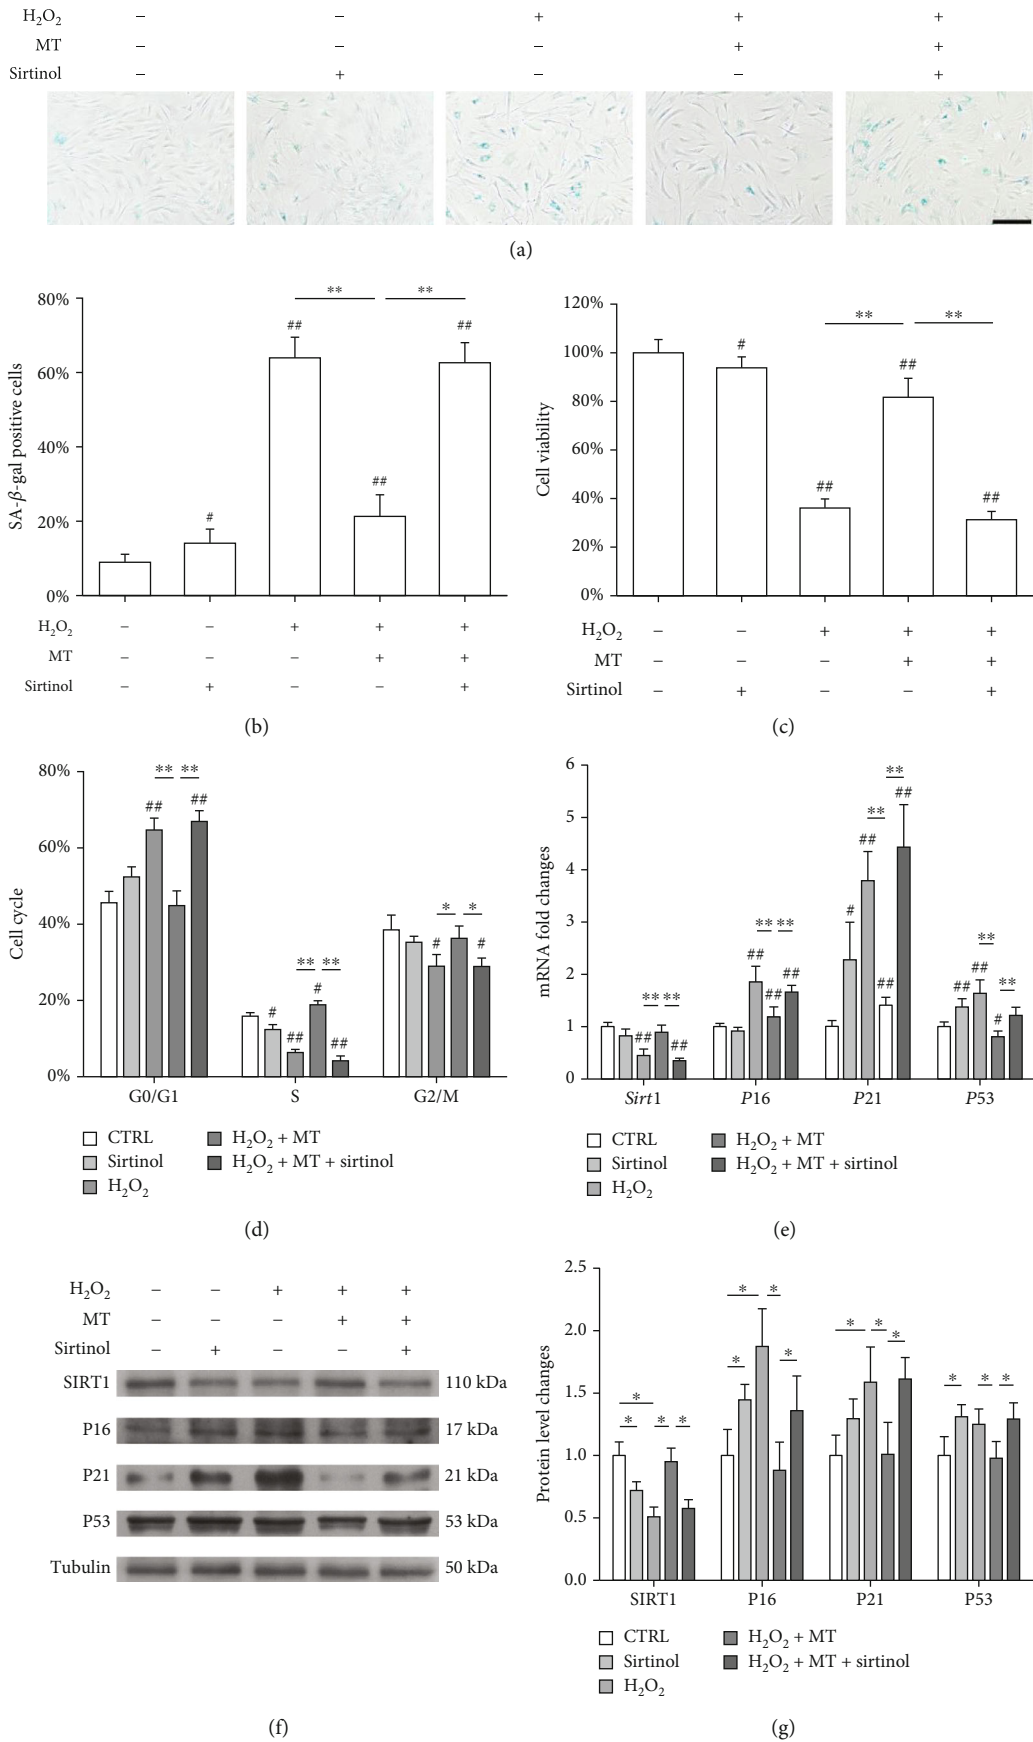 H₂O₂ – – + + +
MT – – – + +
Sirtinol – + – – +
(a)
80%
60%
40%
20%
0%
SA-β-gal positive cells
## # ## ## ** **
H₂O₂ – – + + +
MT – – – + +
Sirtinol – + – – +
(b)
120%
100%
80%
60%
40%
20%
0%
Cell viability
# ## ## ## ** **
H₂O₂ – – + + +
MT – – – + +
Sirtinol – + – – +
(c)
80%
60%
40%
20%
0%
Cell cycle
** **
## ##
** **
# ## # ##
* *
# #
G0/G1 S G2/M
CTRL
Sirtinol
H₂O₂
H₂O₂ + MT
H₂O₂ + MT + sirtinol
(d)
6
5
4
3
2
1
0
mRNA fold changes
** **
## ##
** **
## ## ##
** **
# ## ## ##
** **
## ## #
Sirt1 P16 P21 P53
CTRL
Sirtinol
H₂O₂
H₂O₂ + MT
H₂O₂ + MT + sirtinol
(e)
H₂O₂ – – + + +
MT – – – + +
Sirtinol – + – – +
SIRT1 110 kDa
P16 17 kDa
P21 21 kDa
P53 53 kDa
Tubulin 50 kDa
(f)
2.5
2.0
1.5
1.0
0.5
0.0
Protein level changes
* * * *
* * * *
* * *
* * *
SIRT1 P16 P21 P53
CTRL
Sirtinol
H₂O₂
H₂O₂ + MT
H₂O₂ + MT + sirtinol
(g)